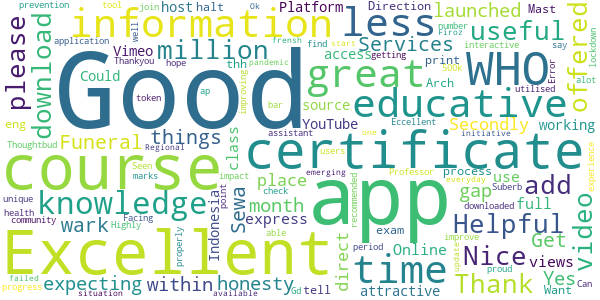 prevention join host halt Platform Direction launched Mast tool
Ok frensh number Firoz
please information less useful offered
application well Vimeo million services find interactive say
Thankyou hope thh access getting print starts 500k Error
download Good Could great WHO alot lockdown
token ap pandemic improving source Arch utilised
eng bar YouTube educative
Funeral things class assistant Eccellent Secondly working
Thoughtbud Regional users one initiative
course certificate
Seen marks impact place emerging Professor process everyday
unique knowledge check app gap use Suberb add full experience
health Sewa month recommended downloaded
community Facing point express exam Helpful video
Highly wark Indonesia direct period Get
Excellent able Online improve
properly time Nice views Yes
expecting within honesty attractive update
failed available tell Thank proud Want Can
progress situation Gd